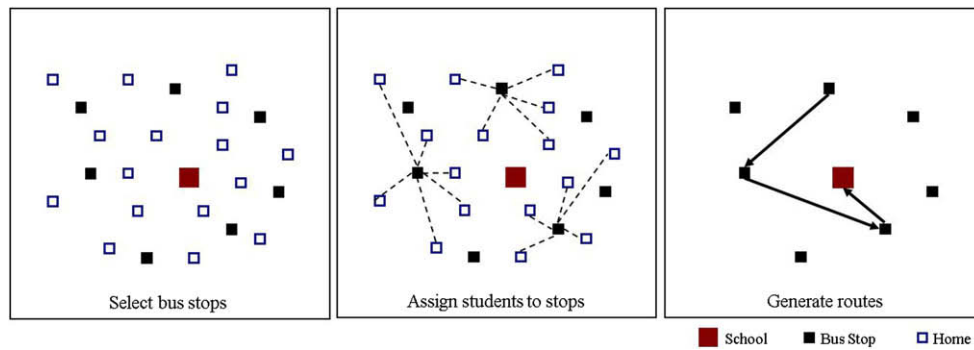 Select bus stops
Assign students to stops
Generate routes
School
Bus Stop
Home